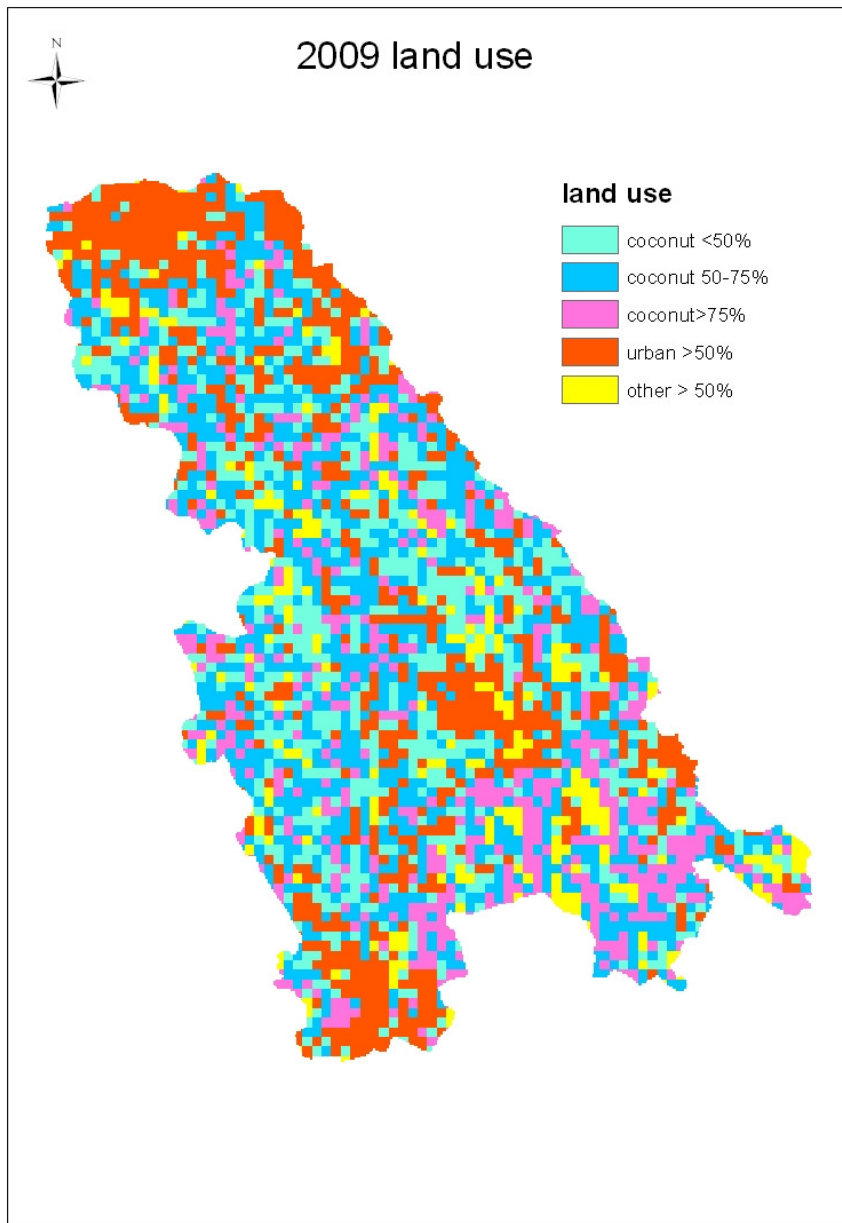 N
2009 land use
land use
coconut <50%
coconut 50-75%
coconut>75%
urban >50%
other > 50%